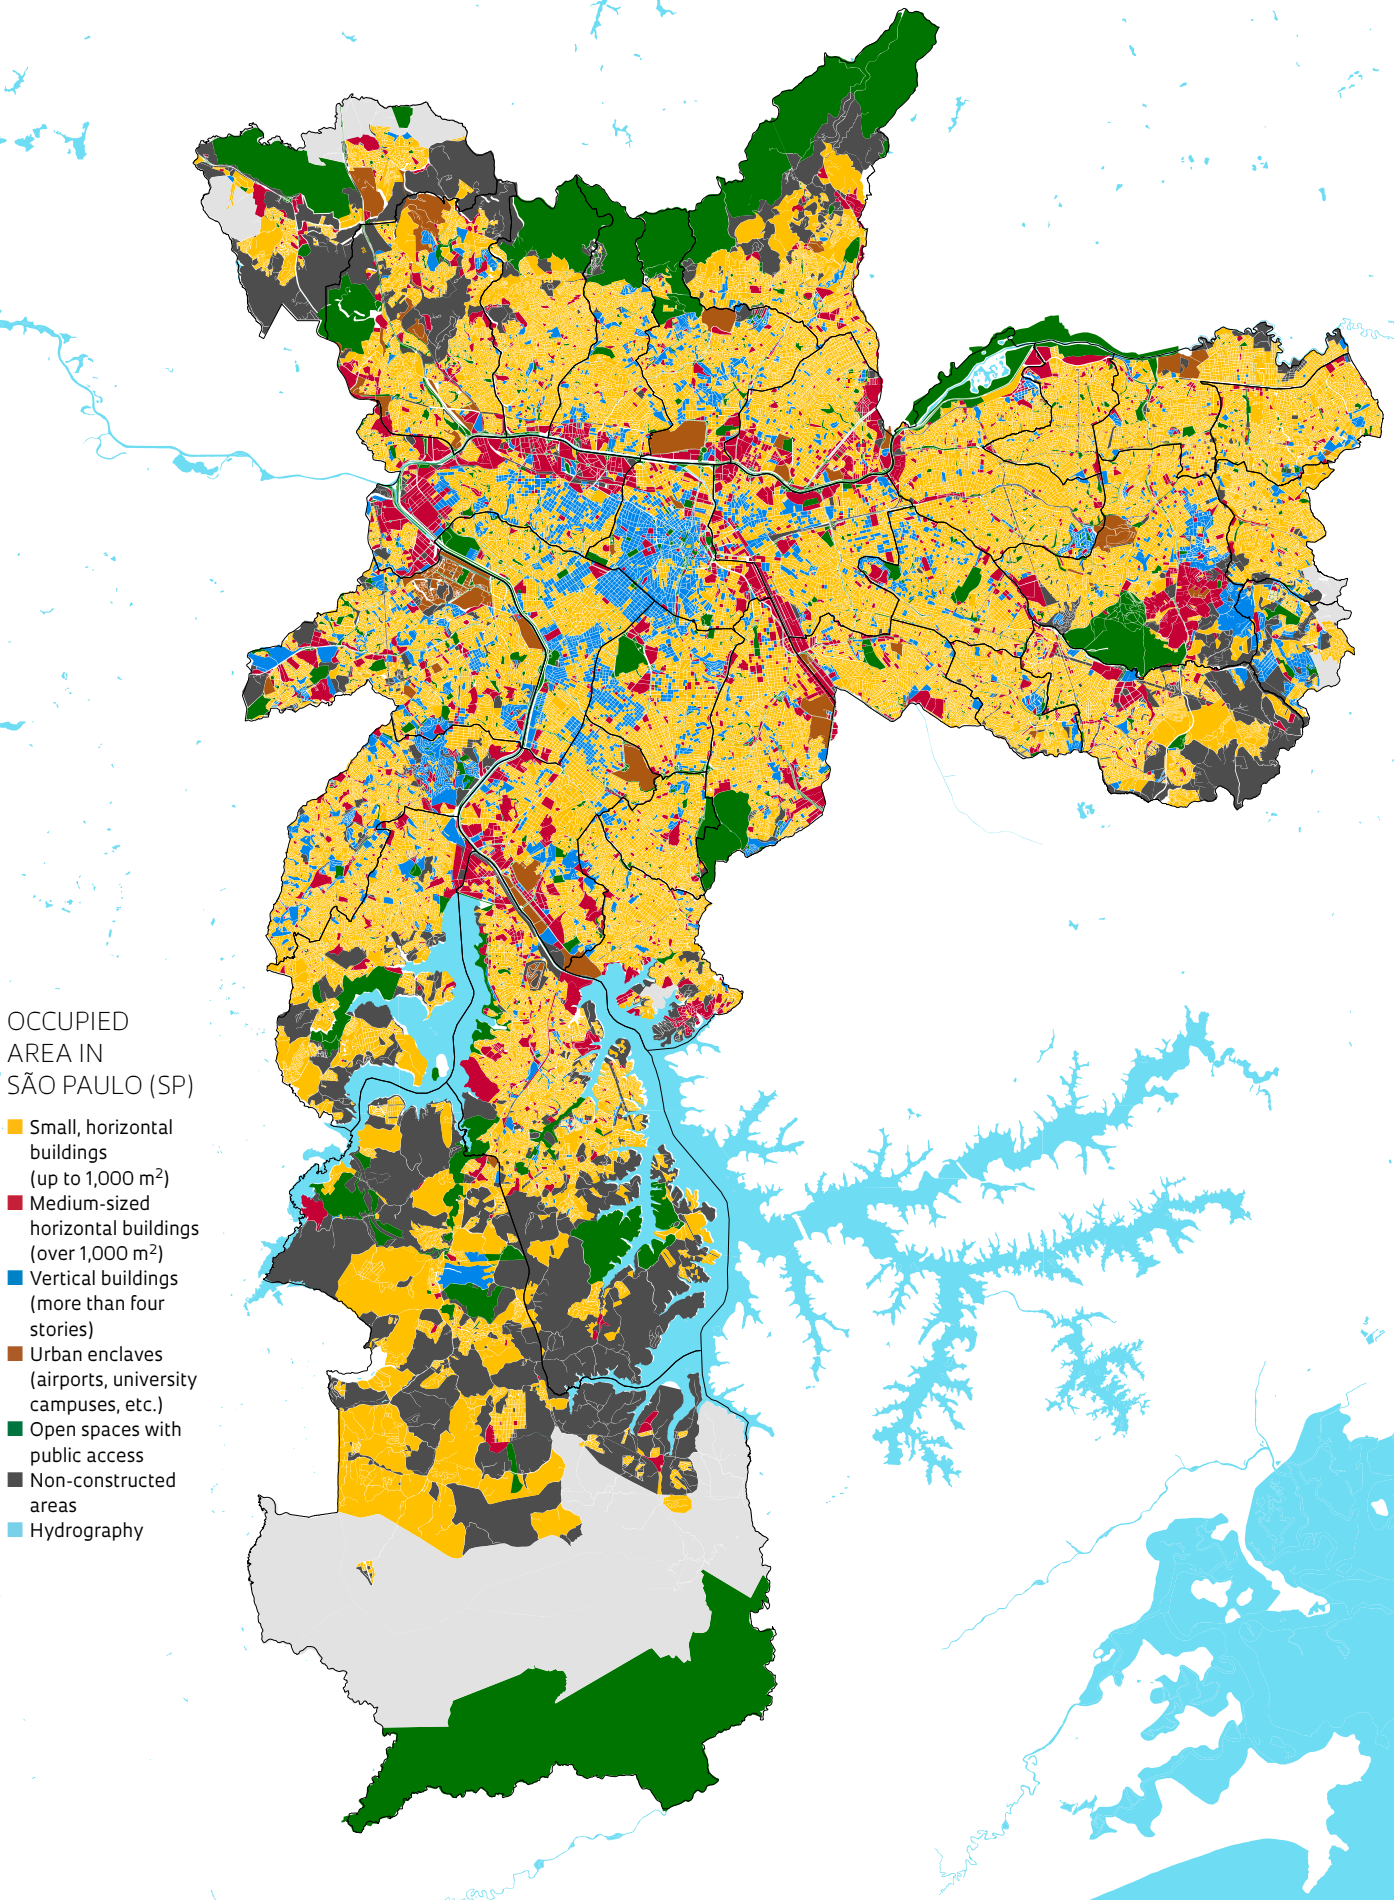 OCCUPIED
AREA IN
SÃO PAULO (SP)
Small, horizontal
buildings
(up to 1,000 m²)
Medium-sized
horizontal buildings
(over 1,000 m²)
Vertical buildings
(more than four
stories)
Urban enclaves
(airports, university
campuses, etc.)
Open spaces with
public access
Non-constructed
areas
Hydrography